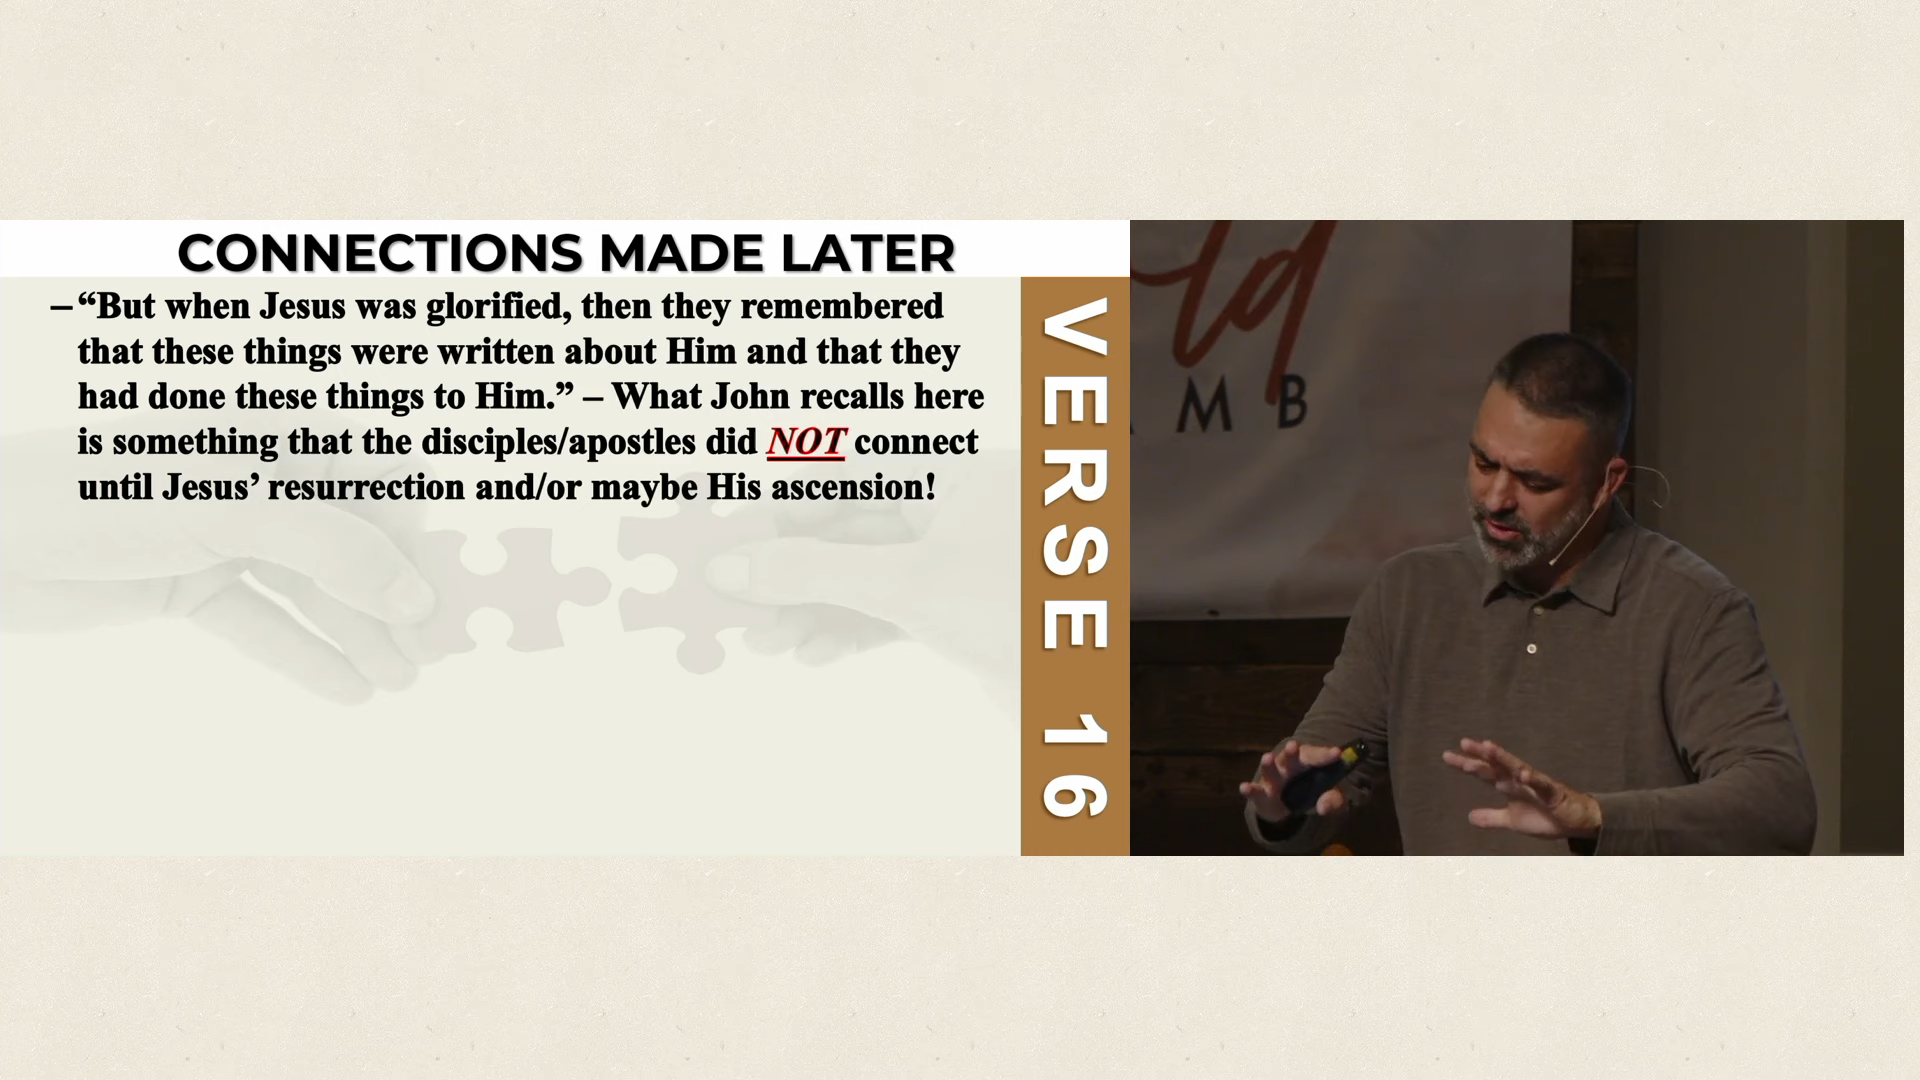 CONNECTIONS MADE LATER
– “But when Jesus was glorified, then they remembered
that these things were written about Him and that they
had done these things to Him.” – What John recalls here
is something that the disciples/apostles did NOT connect
until Jesus’ resurrection and/or maybe His ascension!
VERSE 16
MB